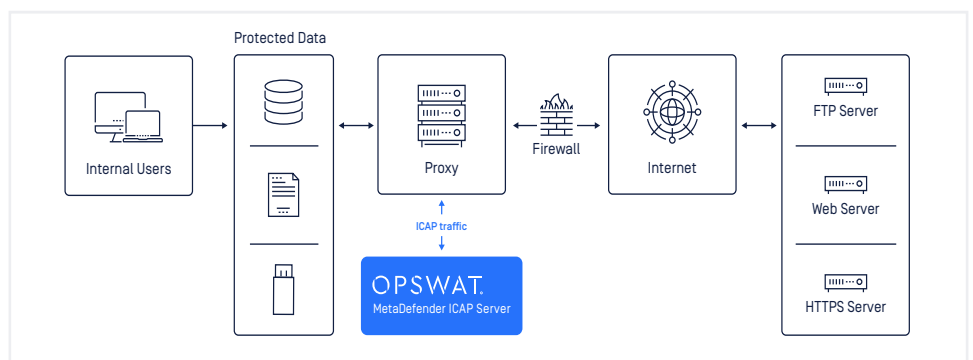 Protected Data
Internal Users
Proxy
Firewall
Internet
FTP Server
Web Server
HTTPS Server
ICAP traffic
OPSWAT.
MetaDefender ICAP Server